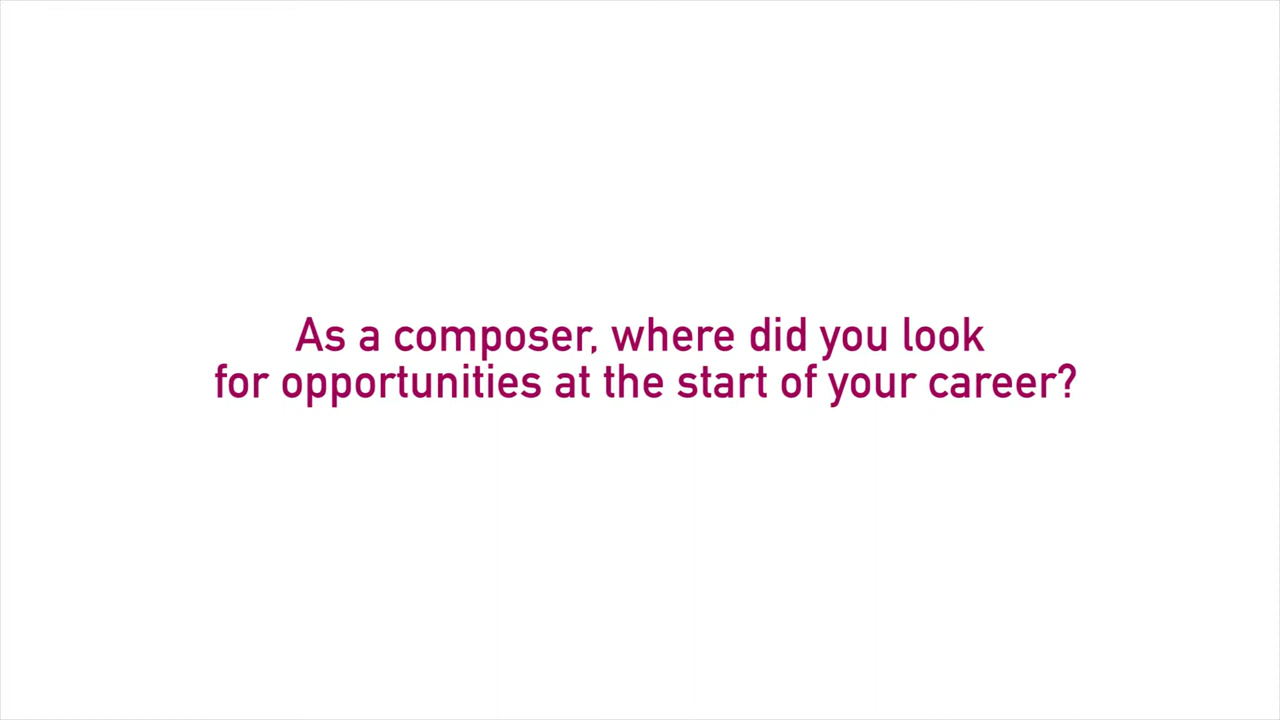 As a composer, where did you look
for opportunities at the start of your career?